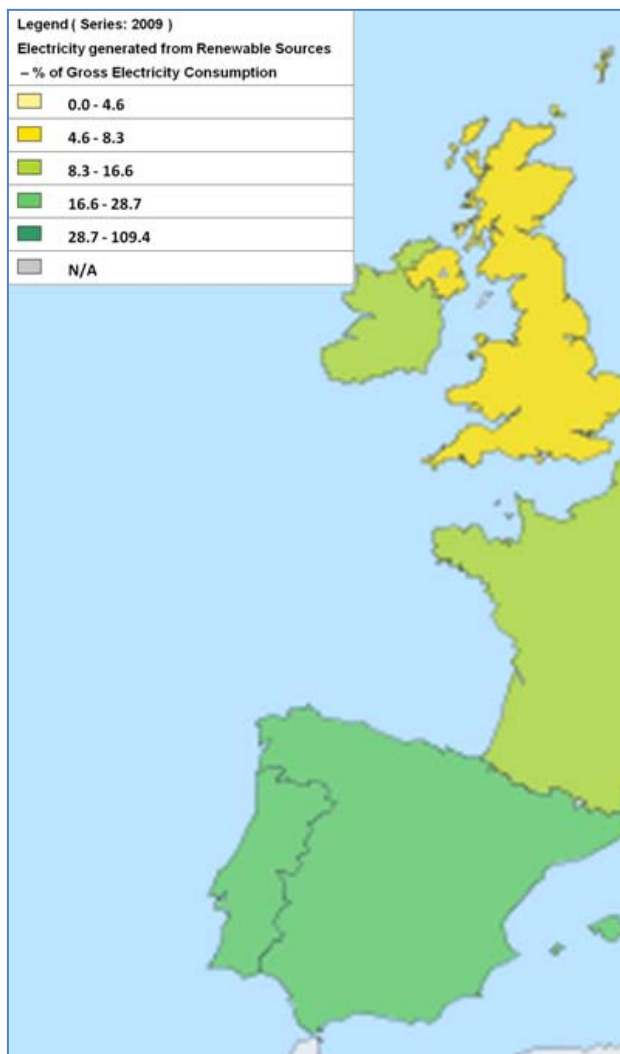 Legend ( Series: 2009 )
Electricity generated from Renewable Sources
– % of Gross Electricity Consumption
0.0 - 4.6
4.6 - 8.3
8.3 - 16.6
16.6 - 28.7
28.7 - 109.4
N/A